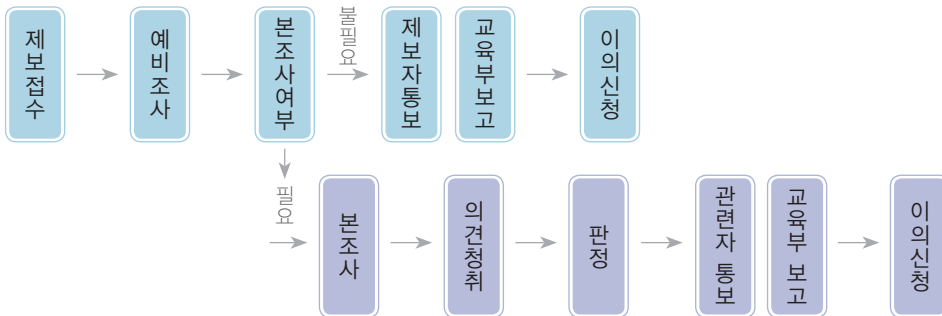 제보접수
예비조사
본조사여부
불필요
제보자통보
교육부보고
이의신청
필요
본조사
의견청취
판정
관련자 통보
교육부 보고
이의신청